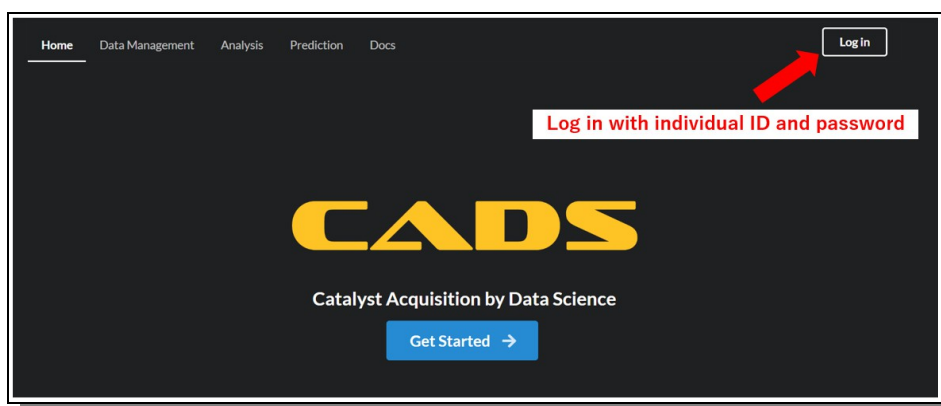 Home Data Management Analysis Prediction Docs Log in
Log in with individual ID and password
CADS
Catalyst Acquisition by Data Science
Get Started →